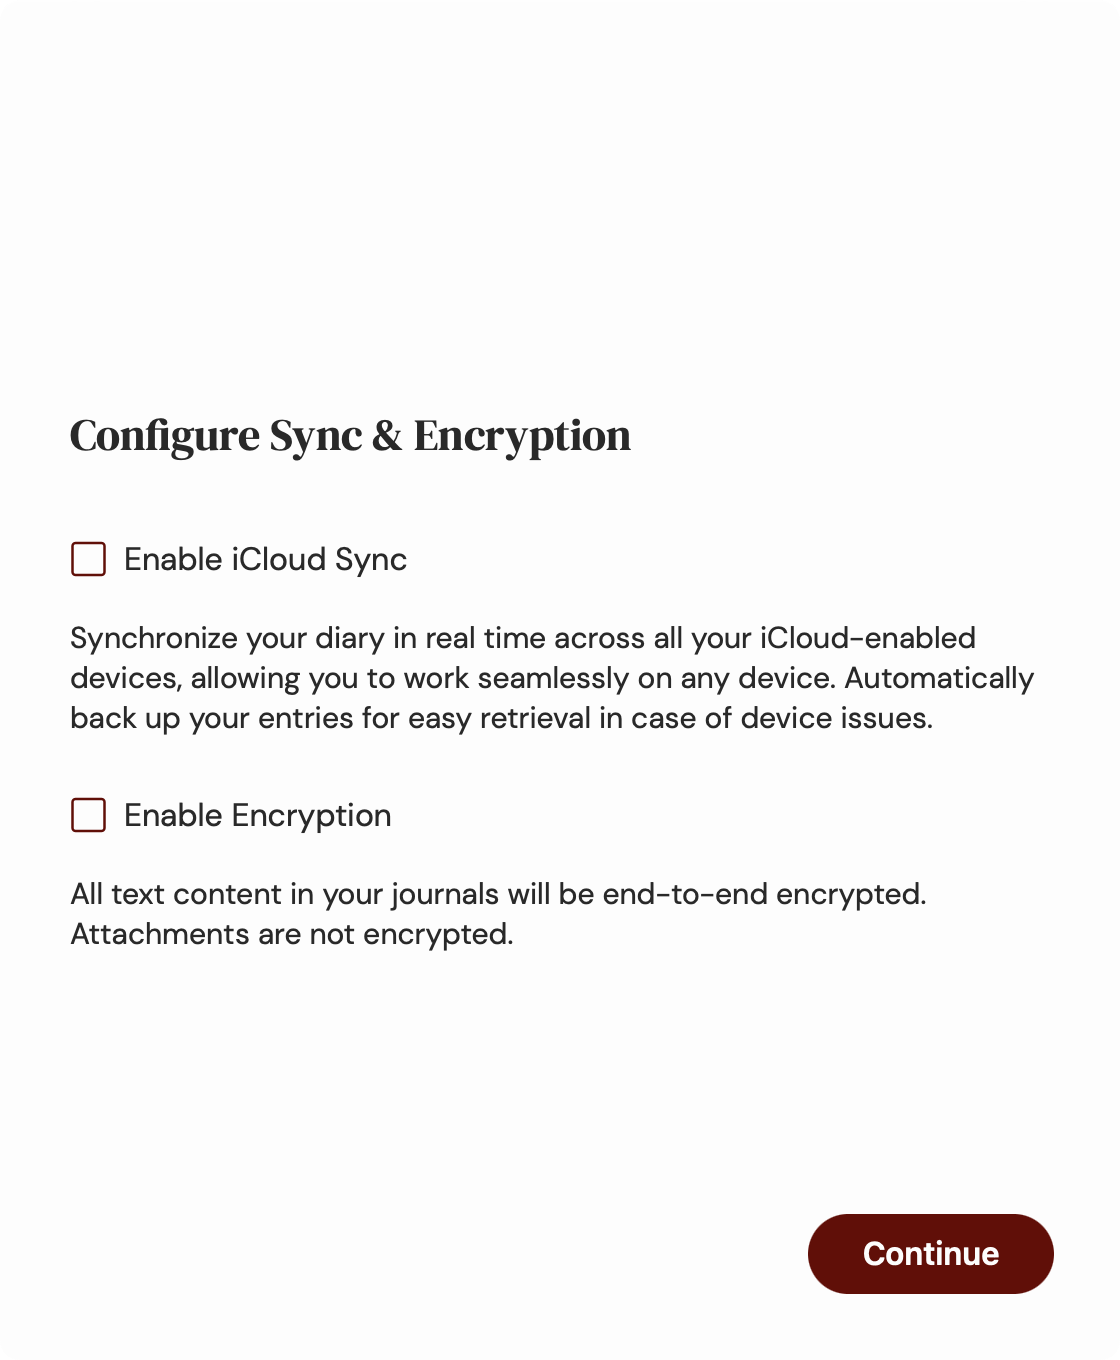 Configure Sync & Encryption
Enable iCloud Sync
Synchronize your diary in real time across all your iCloud-enabled
devices, allowing you to work seamlessly on any device. Automatically
back up your entries for easy retrieval in case of device issues.
Enable Encryption
All text content in your journals will be end-to-end encrypted.
Attachments are not encrypted.
Continue